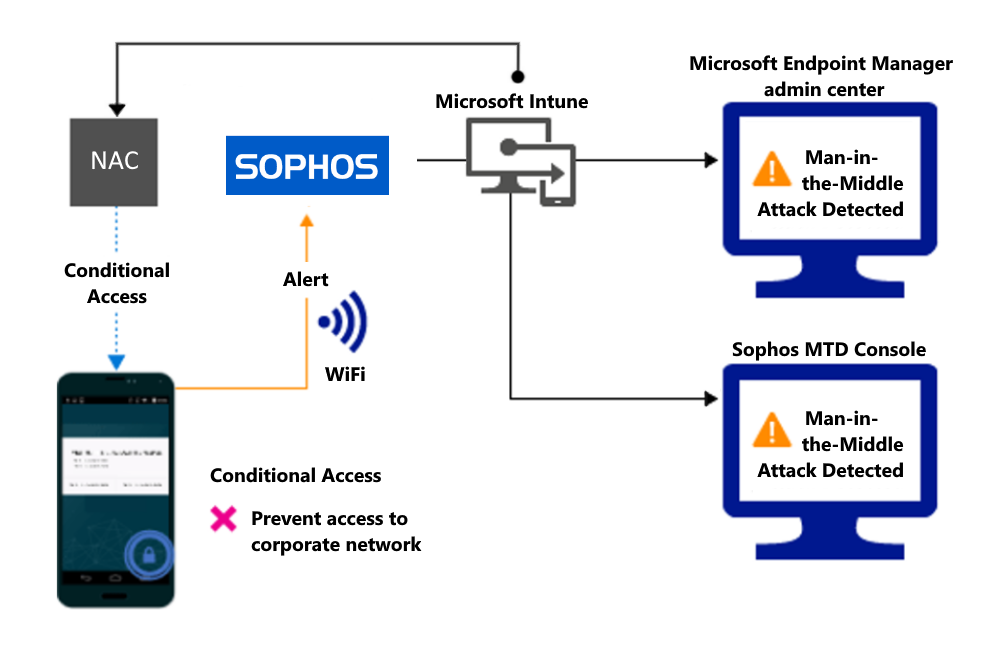 Microsoft Endpoint Manager
admin center
Microsoft Intune
NAC
SOPHOS
Man-in-
the-Middle
Attack Detected
Conditional
Access
Alert
WiFi
Sophos MTD Console
Man-in-
the-Middle
Attack Detected
Conditional Access
Prevent access to
corporate network